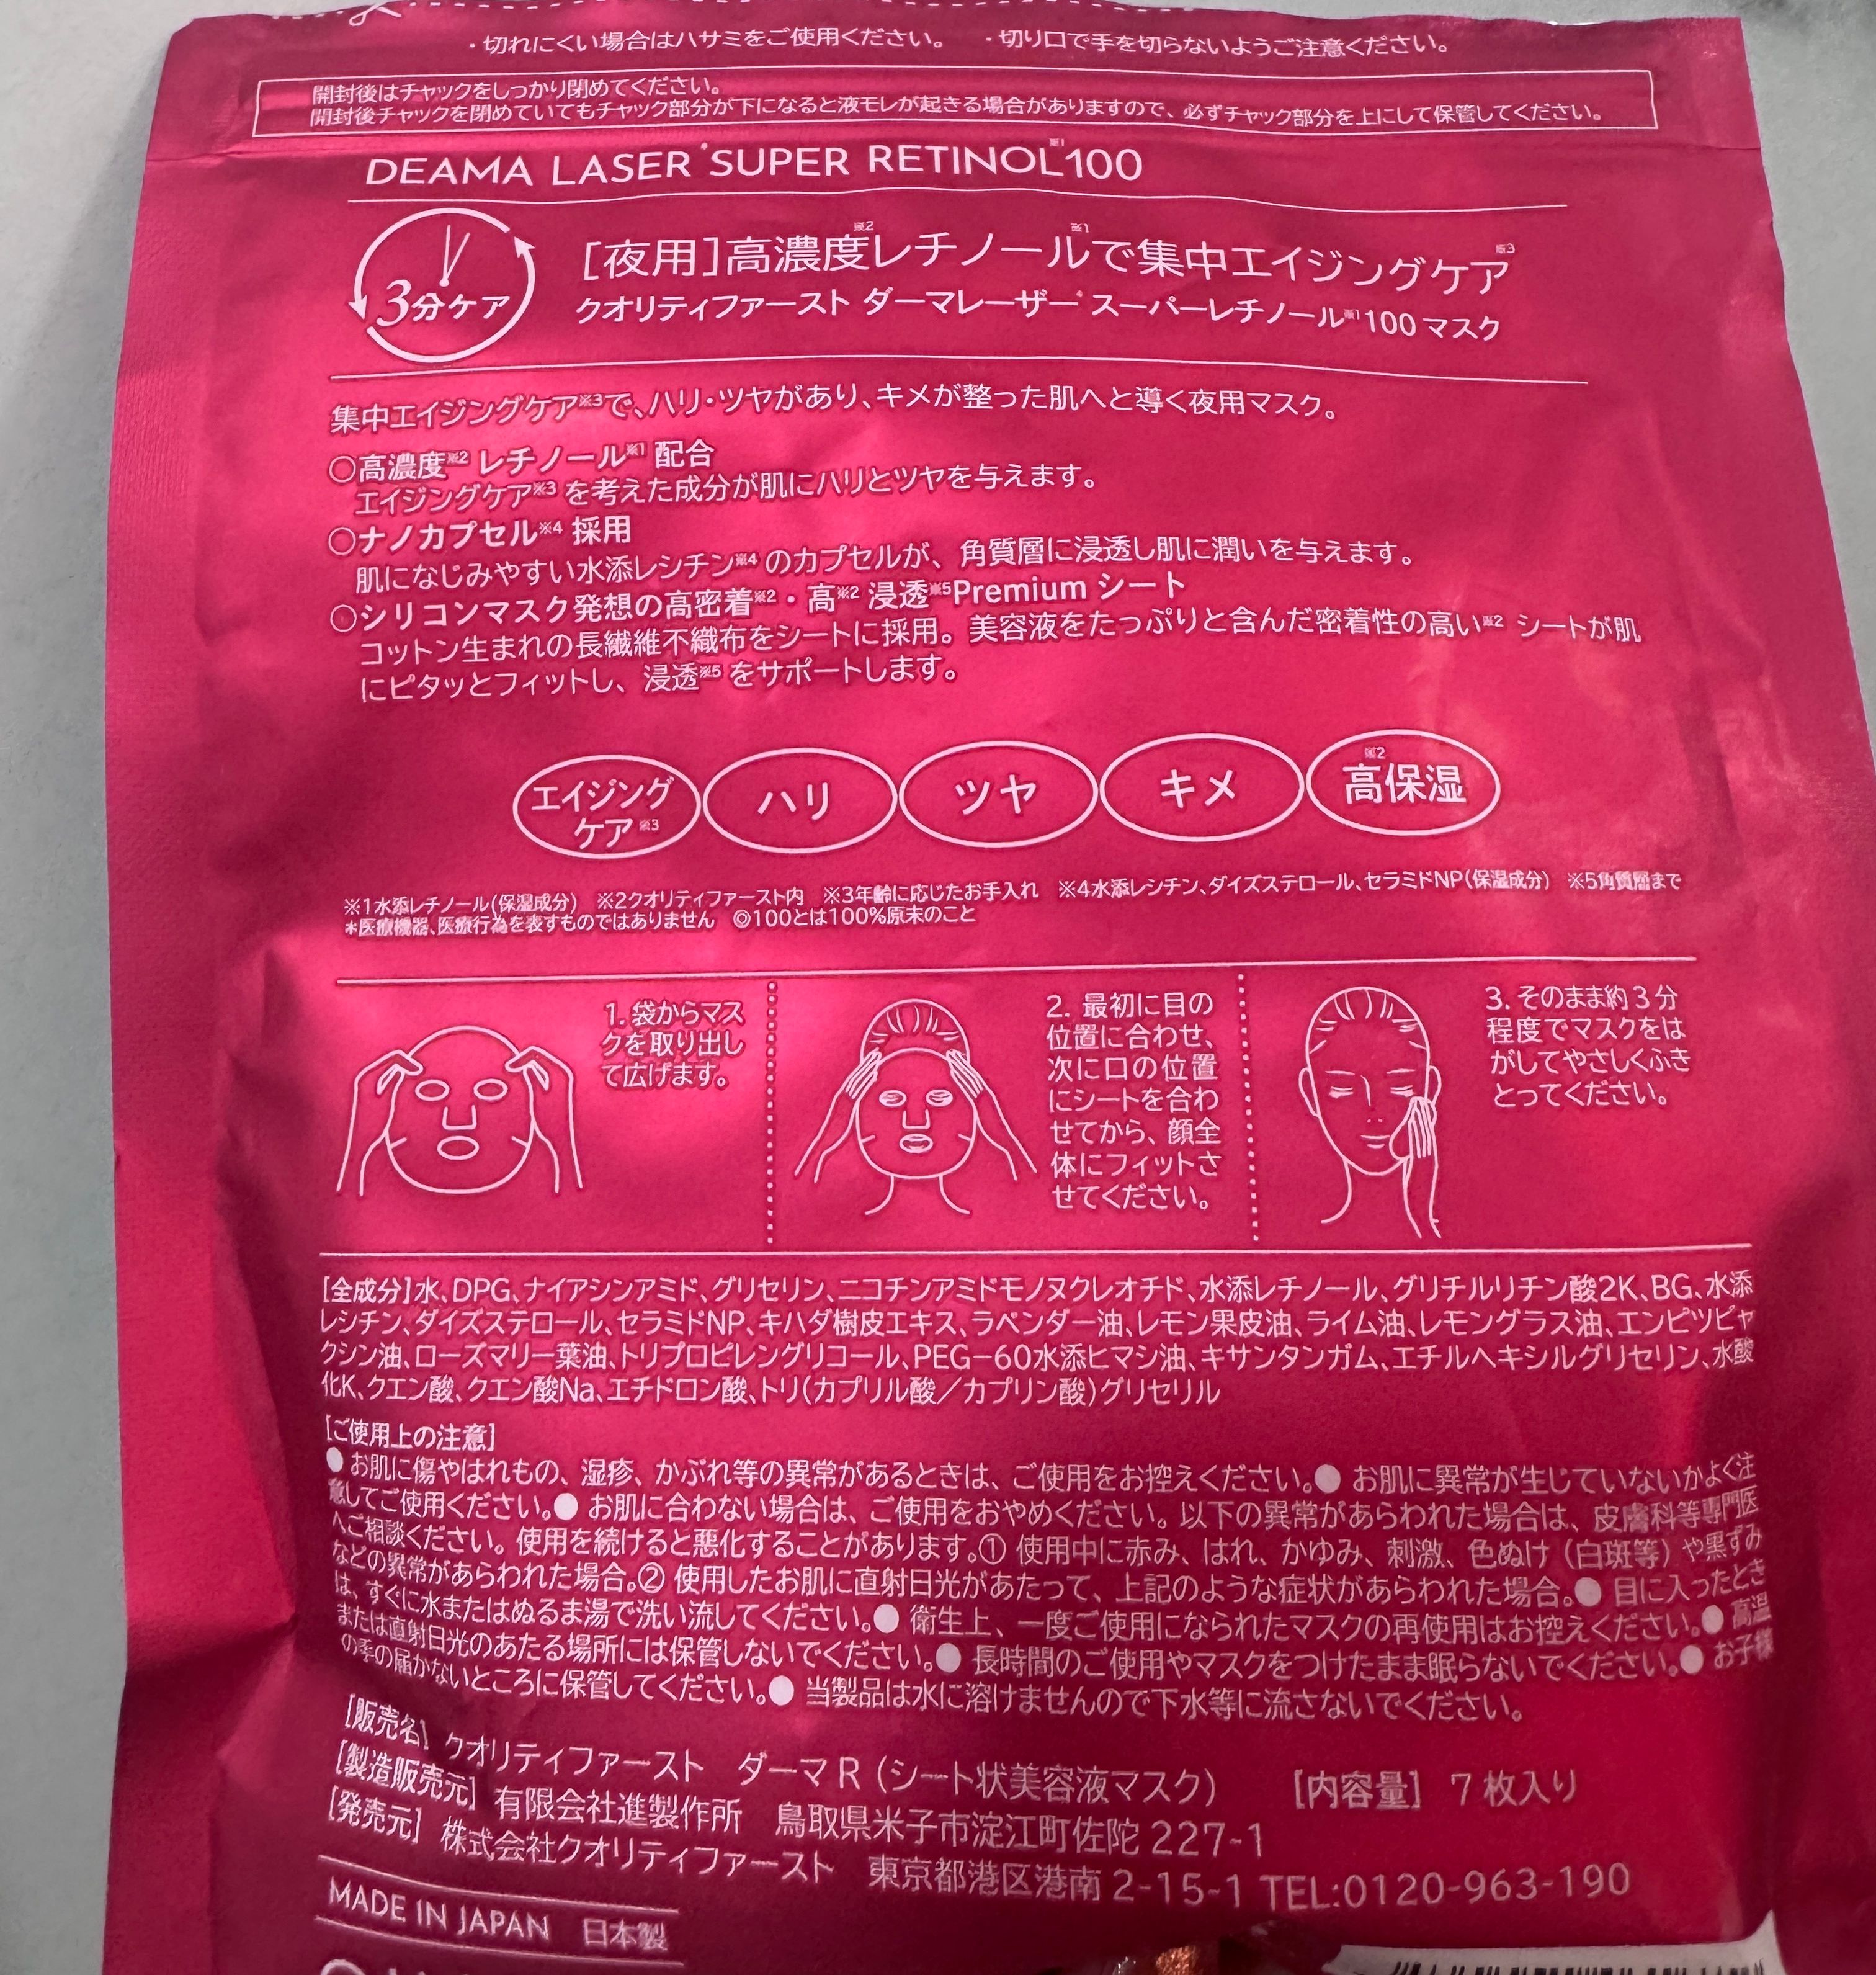 ・切れにくい場合はハサミをご使用ください。　・切り口で手を切らないようご注意ください。
開封後はチャックをしっかり閉めてください。
開封後チャックを閉めていてもチャック部分が下になると液モレが起きる場合がありますので、必ずチャック部分を上にして保管してください。
DEAMA LASER*SUPER RETINOL※1100
3分ケア
[夜用]高濃度※2レチノール※1で集中エイジングケア※3
クオリティファースト ダーマレーザー* スーパーレチノール※1100 マスク
集中エイジングケア※3で、ハリ・ツヤがあり、キメが整った肌へと導く夜用マスク。
○高濃度※2 レチノール※1 配合
エイジングケア※3 を考えた成分が肌にハリとツヤを与えます。
○ナノカプセル※4 採用
肌になじみやすい水添レシチン※4 のカプセルが、角質層に浸透し肌に潤いを与えます。
○シリコンマスク発想の高密着※2・高※2 浸透※5Premium シート
コットン生まれの長繊維不織布をシートに採用。美容液をたっぷりと含んだ密着性の高い※2 シートが肌
にピタッとフィットし、浸透※5 をサポートします。
エイジング
ケア※3
ハリ
ツヤ
キメ
※2
高保湿
※1水添レチノール(保湿成分)　※2クオリティファースト内　※3年齢に応じたお手入れ　※4水添レシチン、ダイズステロール、セラミドNP(保湿成分)　※5角質層まで
＊医療機器、医療行為を表すものではありません　◎100とは100%原末のこと
1. 袋からマス
クを取り出し
て広げます。
2. 最初に目の
位置に合わせ、
次に口の位置
にシートを合わ
せてから、顔全
体にフィットさ
せてください。
3. そのまま約 3 分
程度でマスクをは
がしてやさしくふき
とってください。
[全成分]水、DPG、ナイアシンアミド、グリセリン、ニコチンアミドモノヌクレオチド、水添レチノール、グリチルリチン酸2K、BG、水添
レシチン、ダイズステロール、セラミドNP、キハダ樹皮エキス、ラベンダー油、レモン果皮油、ライム油、レモングラス油、エンピツビャ
クシン油、ローズマリー葉油、トリプロピレングリコール、PEG−60水添ヒマシ油、キサンタンガム、エチルヘキシルグリセリン、水酸
化K、クエン酸、クエン酸Na、エチドロン酸、トリ(カプリル酸／カプリン酸)グリセリル
[ご使用上の注意]
● お肌に傷やはれもの、湿疹、かぶれ等の異常があるときは、ご使用をお控えください。● お肌に異常が生じていないかよく注
意してご使用ください。● お肌に合わない場合は、ご使用をおやめください。以下の異常があらわれた場合は、皮膚科等専門医
へご相談ください。使用を続けると悪化することがあります。① 使用中に赤み、はれ、かゆみ、刺激、色ぬけ（白斑等）や黒ずみ
などの異常があらわれた場合。② 使用したお肌に直射日光があたって、上記のような症状があらわれた場合。● 目に入ったとき
は、すぐに水またはぬるま湯で洗い流してください。● 衛生上、一度ご使用になられたマスクの再使用はお控えください。● 高温
または直射日光のあたる場所には保管しないでください。● 長時間のご使用やマスクをつけたまま眠らないでください。● お子様
の手の届かないところに保管してください。● 当製品は水に溶けませんので下水等に流さないでください。
[販売名] クオリティファースト　ダーマ R（シート状美容液マスク）　[内容量] 7 枚入り
[製造販売元] 有限会社進製作所　鳥取県米子市淀江町佐陀 227-1
[発売元] 株式会社クオリティファースト　東京都港区港南 2-15-1 TEL:0120-963-190
MADE IN JAPAN　日本製